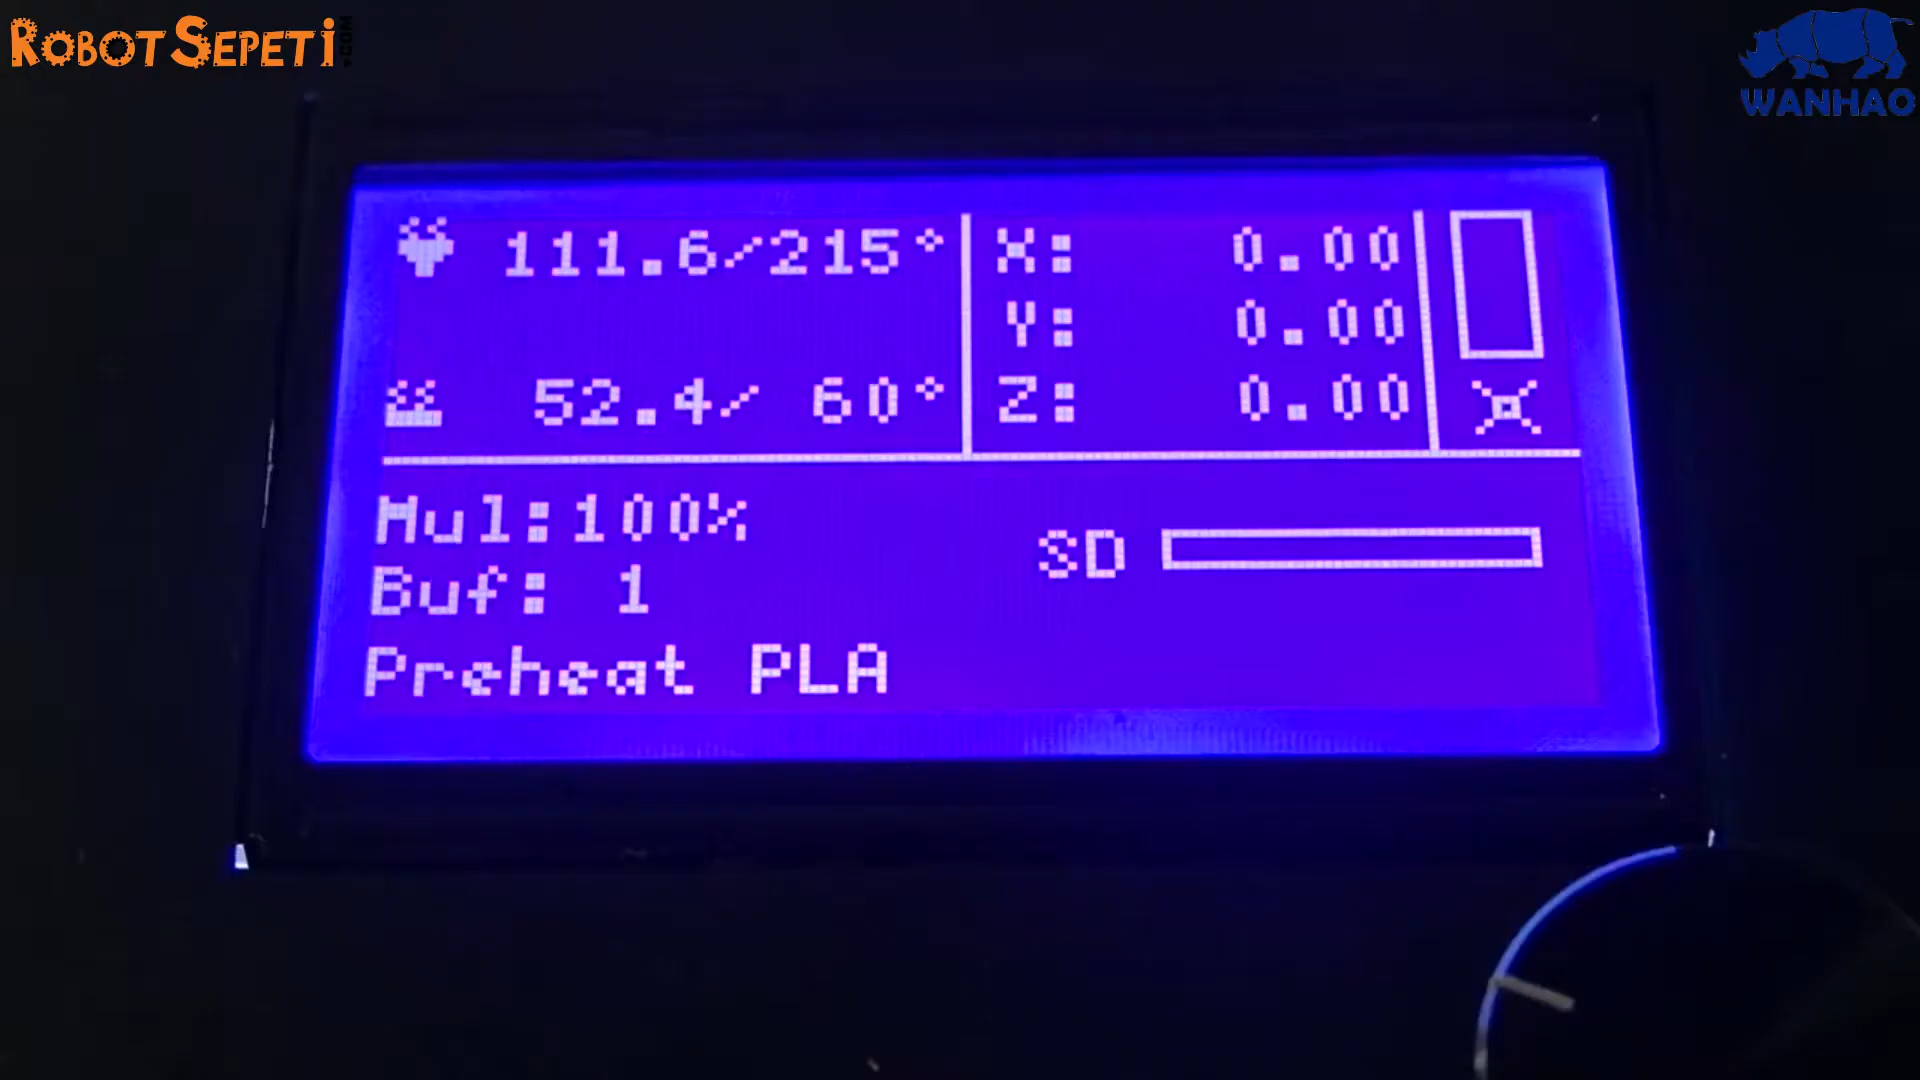 ROBOTSEPETİ.COM
WANHAO
111.6/215°
X: 0.00
Y: 0.00
52.4/ 60°
Z: 0.00
Mul:100%
SD
Buf: 1
Preheat PLA